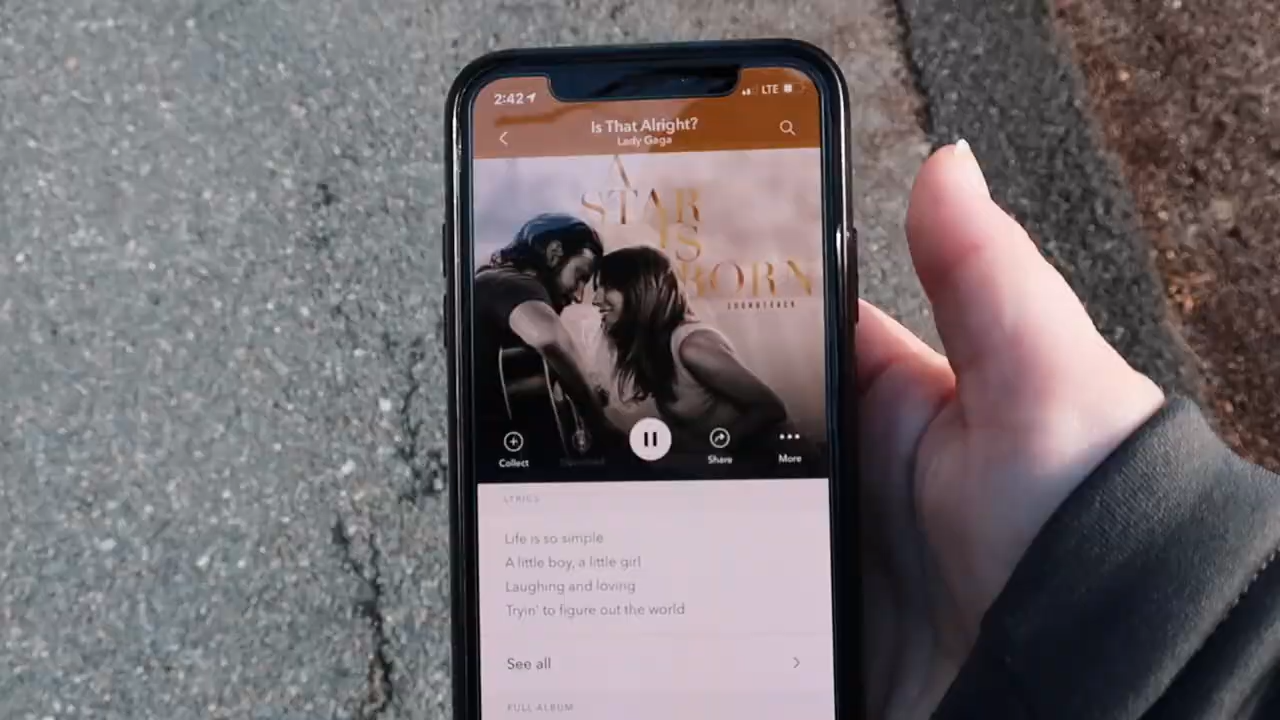 2:42
LTE
Is That Alright?
Lady Gaga
A
STAR
IS
BORN
SOUNDTRACK
Collect
Share
More
LYRICS
Life is so simple
A little boy, a little girl
Laughing and loving
Tryin' to figure out the world
See all
FULL ALBUM